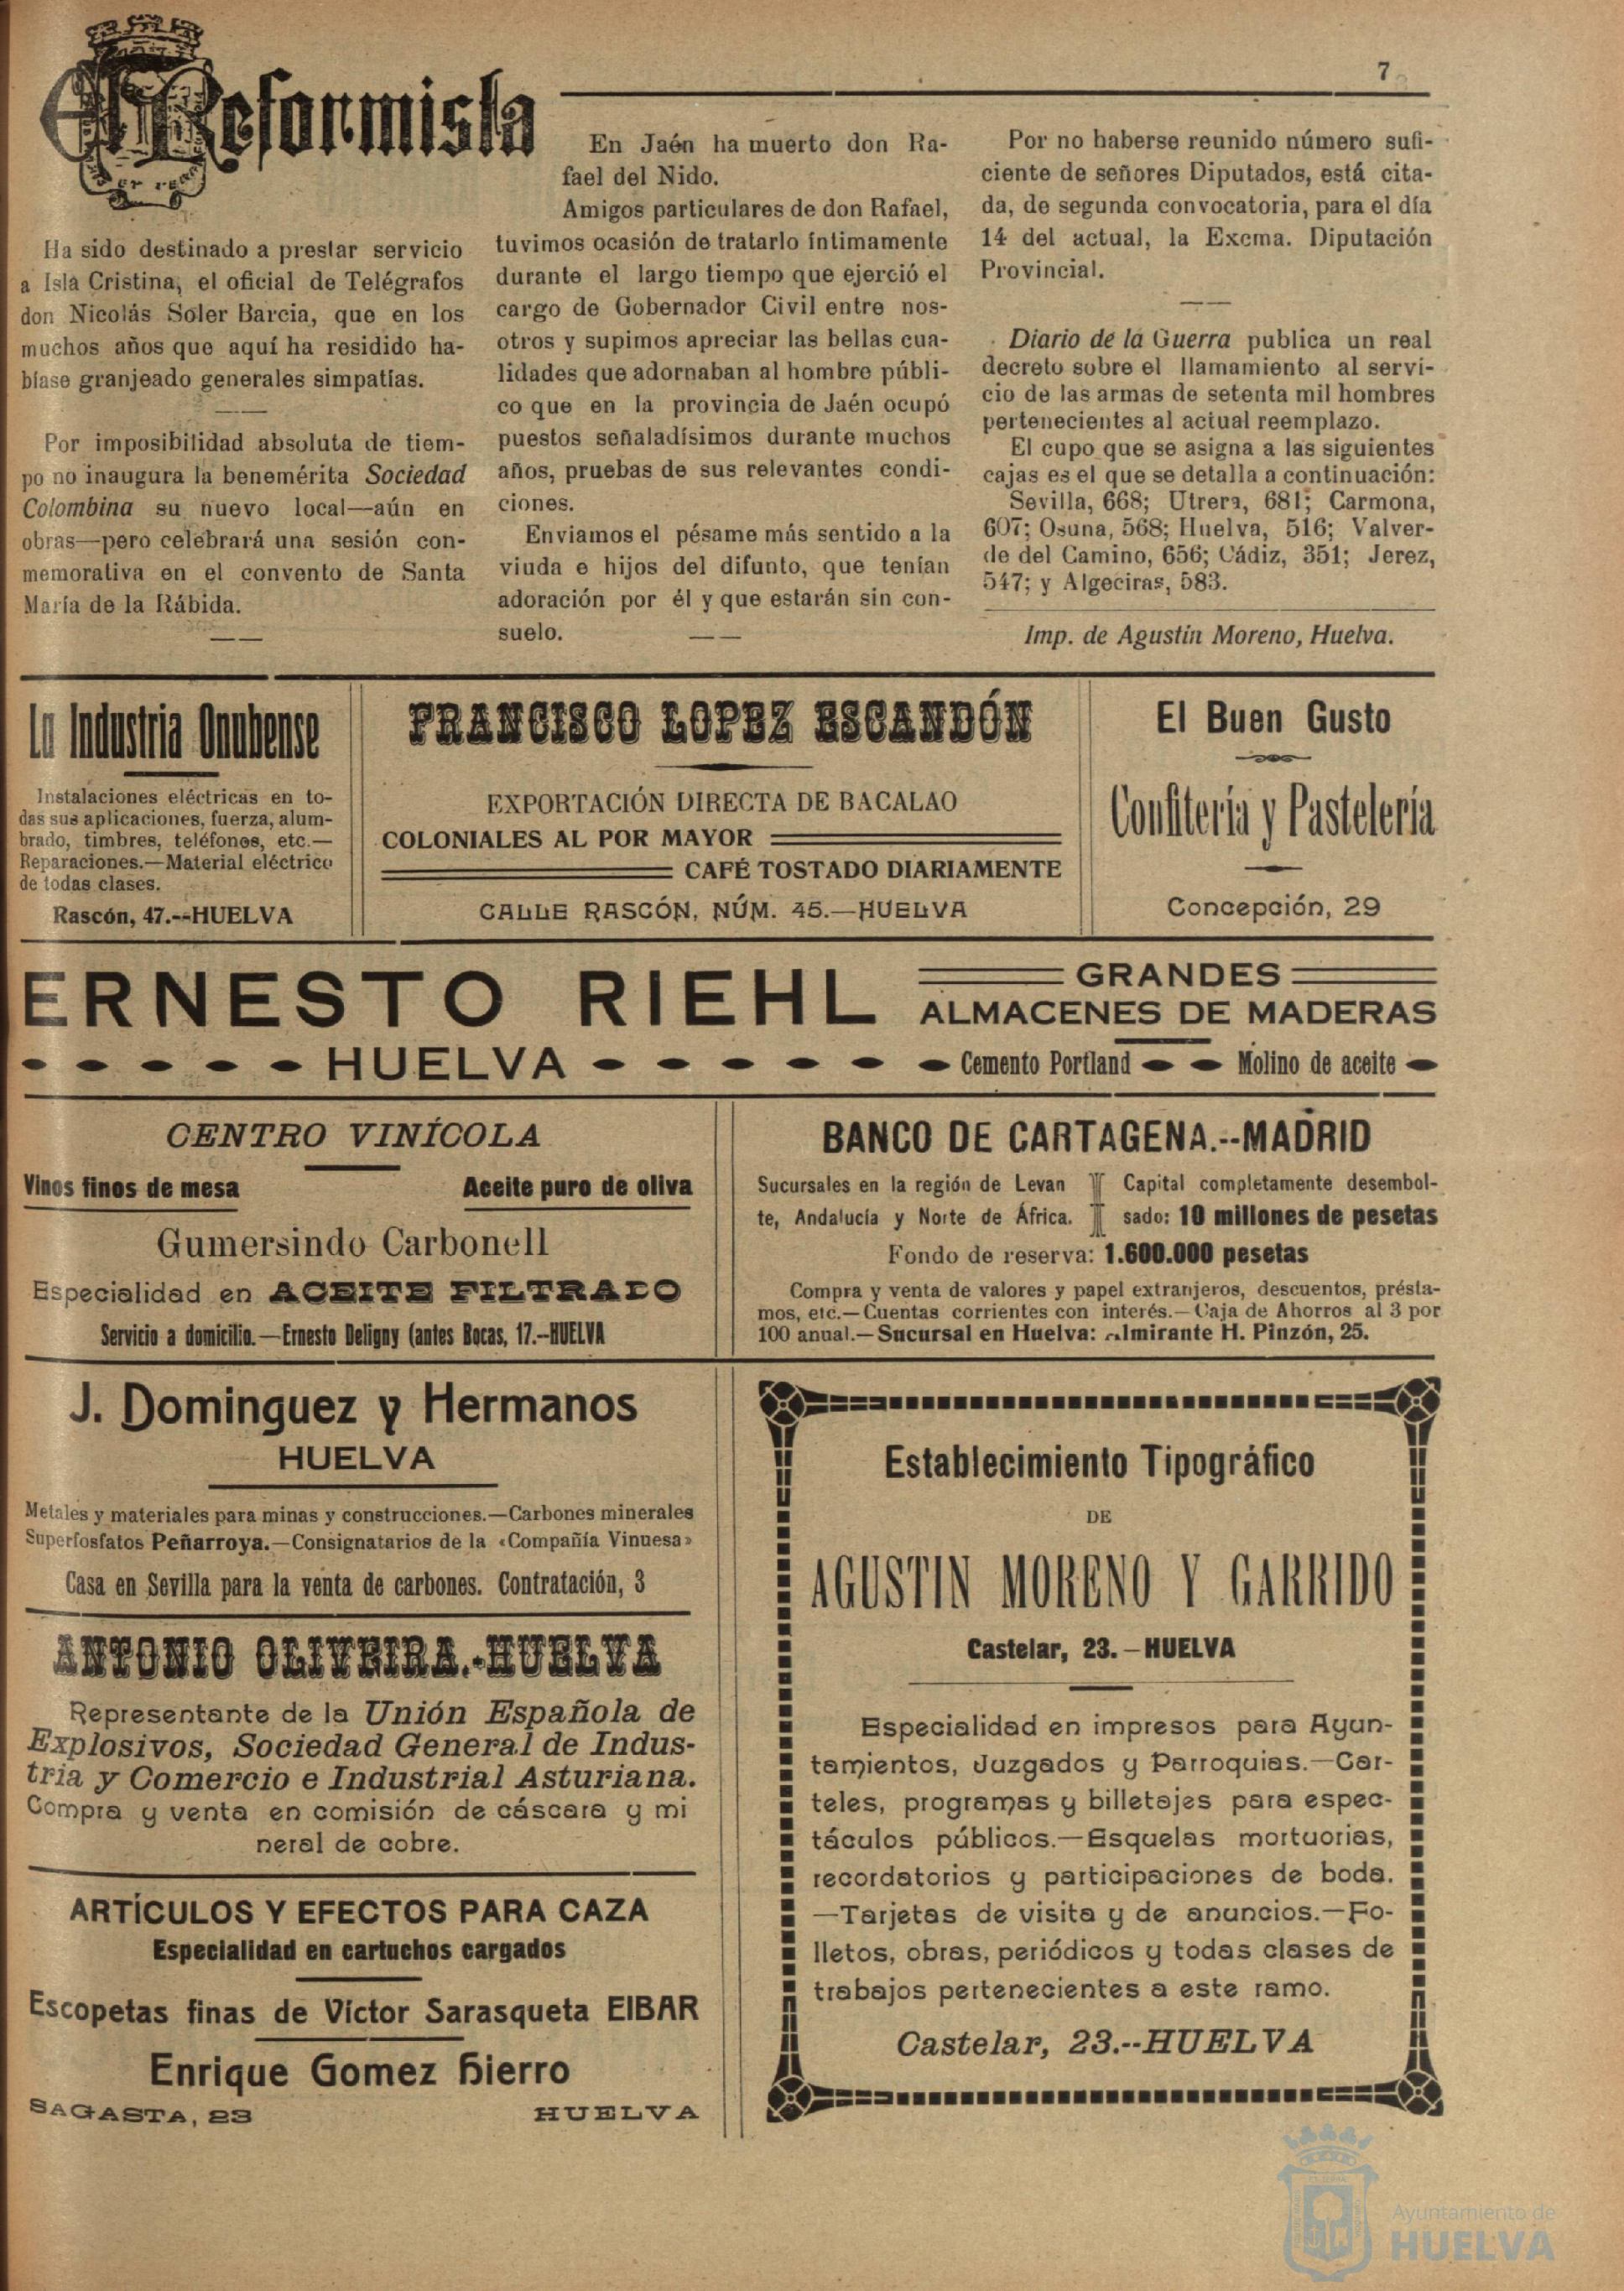 El Reformista
7
Ha sido destinado a prestar servicio
a Isla Cristina, el oficial de Telégrafos
don Nicolás Soler Barcia, que en los
muchos años que aquí ha residido ha-
bíase granjeado generales simpatías.
Por imposibilidad absoluta de tiem-
po no inaugura la benemérita Sociedad
Colombina su nuevo local—aún en
obras—pero celebrará una sesión con-
memorativa en el convento de Santa
María de la Rábida.
En Jaén ha muerto don Ra-
fael del Nido.
Amigos particulares de don Rafael,
tuvimos ocasión de tratarlo íntimamente
durante el largo tiempo que ejerció el
cargo de Gobernador Civil entre nos-
otros y supimos apreciar las bellas cua-
lidades que adornaban al hombre públi-
co que en la provincia de Jaén ocupó
puestos señaladísimos durante muchos
años, pruebas de sus relevantes condi-
ciones.
Enviamos el pésame más sentido a la
viuda e hijos del difunto, que tenían
adoración por él y que estarán sin con-
suelo.
Por no haberse reunido número sufi-
ciente de señores Diputados, está cita-
da, de segunda convocatoria, para el día
14 del actual, la Excma. Diputación
Provincial.
Diario de la Guerra publica un real
decreto sobre el llamamiento al servi-
cio de las armas de setenta mil hombres
pertenecientes al actual reemplazo.
El cupo que se asigna a las siguientes
cajas es el que se detalla a continuación:
Sevilla, 668; Utrera, 681; Carmona,
607; Osuna, 568; Huelva, 516; Valver-
de del Camino, 656; Cádiz, 351; Jerez,
547; y Algeciras, 583.
Imp. de Agustín Moreno, Huelva.
La Industria Onubense
Instalaciones eléctricas en to-
das sus aplicaciones, fuerza, alum-
brado, timbres, teléfonos, etc.—
Reparaciones.—Material eléctrico
de todas clases.
Rascón, 47.--HUELVA
FRANCISCO LOPEZ ESCANDÓN
EXPORTACIÓN DIRECTA DE BACALAO
COLONIALES AL POR MAYOR
CAFÉ TOSTADO DIARIAMENTE
CALLE RASCÓN, NÚM. 45.—HUELVA
El Buen Gusto
Confitería y Pastelería
Concepción, 29
ERNESTO RIEHL
HUELVA
GRANDES
ALMACENES DE MADERAS
Cemento Portland
Molino de aceite
CENTRO VINÍCOLA
Vinos finos de mesa
Aceite puro de oliva
Gumersindo Carbonell
Especialidad en ACEITE FILTRADO
Servicio a domicilio.—Ernesto Deligny (antes Bocas, 17.—HUELVA
BANCO DE CARTAGENA.--MADRID
Sucursales en la región de Levan
te, Andalucía y Norte de África.
Capital completamente desembol-
sado: 10 millones de pesetas
Fondo de reserva: 1.600.000 pesetas
Compra y venta de valores y papel extranjeros, descuentos, présta-
mos, etc.—Cuentas corrientes con interés.—Caja de Ahorros al 3 por
100 anual.—Sucursal en Huelva: Almirante H. Pinzón, 25.
J. Dominguez y Hermanos
HUELVA
Metales y materiales para minas y construcciones.—Carbones minerales
Superfosfatos Peñarroya.—Consignatarios de la «Compañía Vinuesa»
Casa en Sevilla para la venta de carbones. Contratación, 3
ANTONIO OLIVEIRA.-HUELVA
Representante de la Unión Española de
Explosivos, Sociedad General de Indus-
tria y Comercio e Industrial Asturiana.
Compra y venta en comisión de cáscara y mi
neral de cobre.
ARTÍCULOS Y EFECTOS PARA CAZA
Especialidad en cartuchos cargados
Escopetas finas de Víctor Sarasqueta EIBAR
Enrique Gomez Hierro
SAGASTA, 23 HUELVA
Establecimiento Tipográfico
DE
AGUSTIN MORENO Y GARRIDO
Castelar, 23.—HUELVA
Especialidad en impresos para Ayun-
tamientos, Juzgados y Parroquias.—Car-
teles, programas y billetajes para espec-
táculos públicos.—Esquelas mortuorias,
recordatorios y participaciones de boda.
—Tarjetas de visita y de anuncios.—Fo-
lletos, obras, periódicos y todas clases de
trabajos pertenecientes a este ramo.
Castelar, 23.--HUELVA
Ayuntamiento de
HUELVA